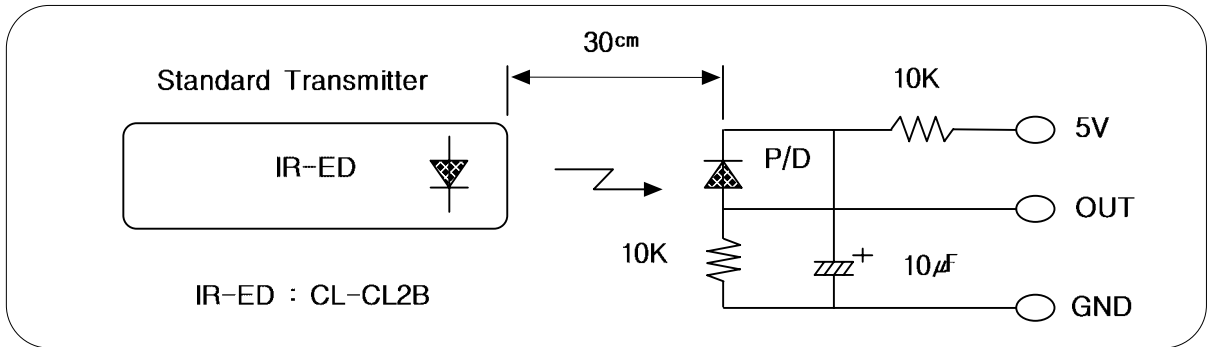 30cm
Standard Transmitter
10K
5V
IR-ED
P/D
OUT
10K
+ 10μF
IR-ED : CL-CL2B
GND